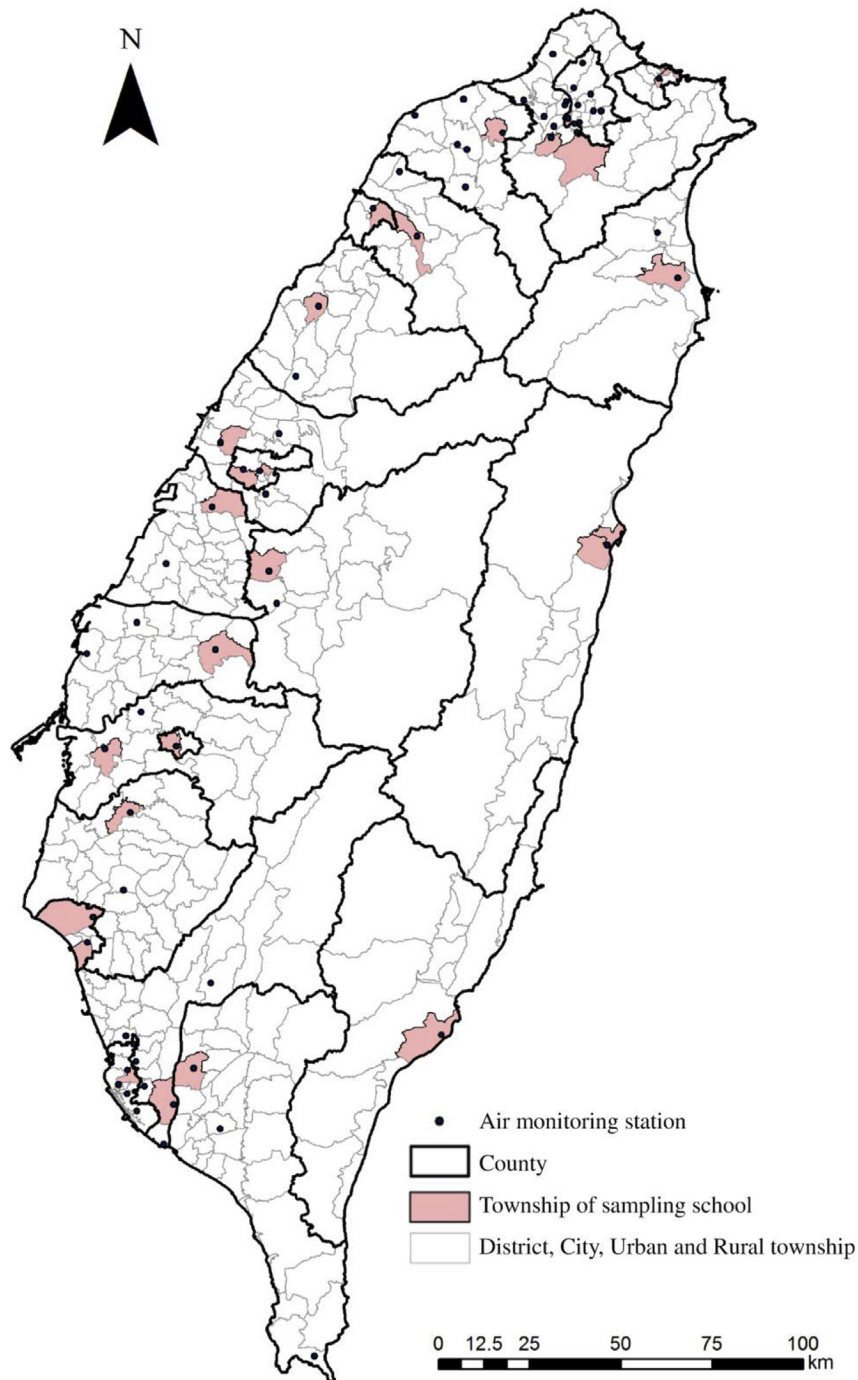 N
Air monitoring station
County
Township of sampling school
District, City, Urban and Rural township
0 12.5 25 50 75 100
km